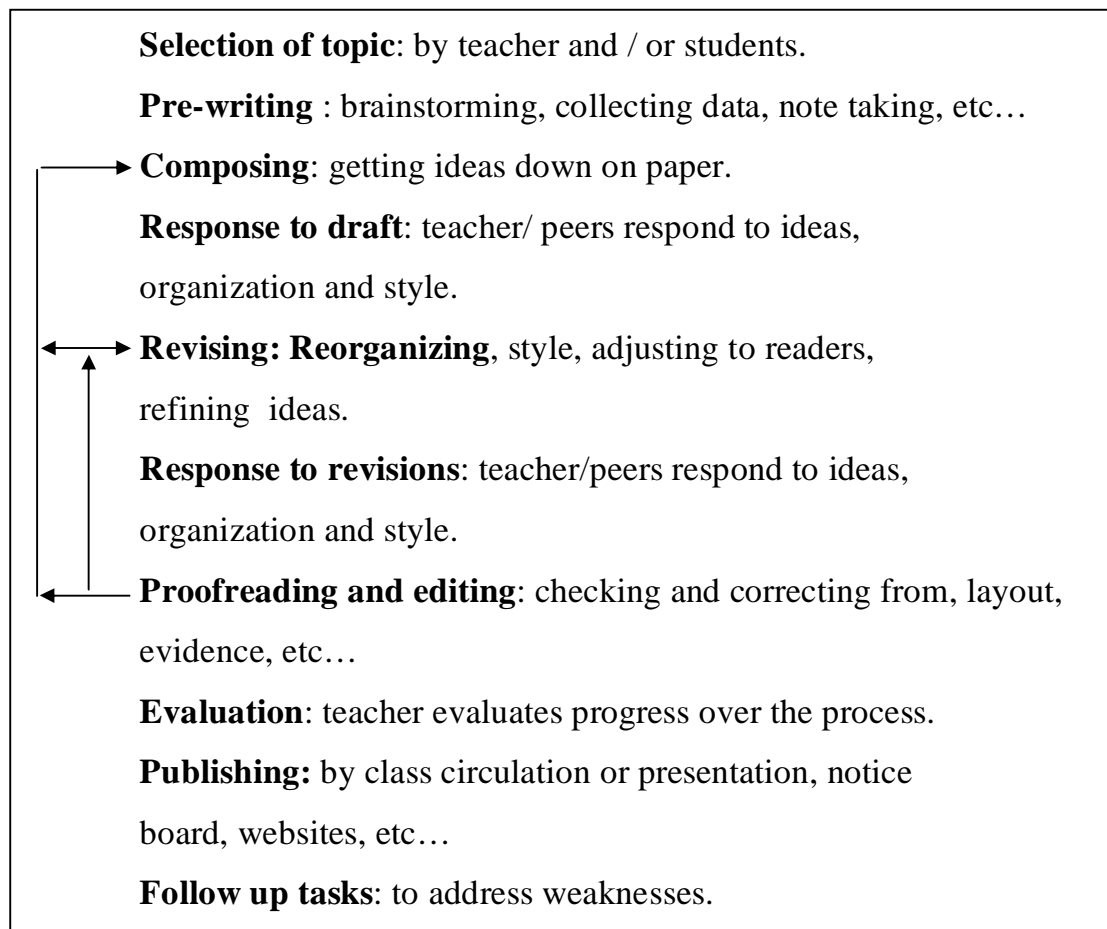 Selection of topic: by teacher and / or students.
Pre-writing : brainstorming, collecting data, note taking, etc…
Composing: getting ideas down on paper.
Response to draft: teacher/ peers respond to ideas,
organization and style.
Revising: Reorganizing, style, adjusting to readers,
refining ideas.
Response to revisions: teacher/peers respond to ideas,
organization and style.
Proofreading and editing: checking and correcting from, layout,
evidence, etc…
Evaluation: teacher evaluates progress over the process.
Publishing: by class circulation or presentation, notice
board, websites, etc…
Follow up tasks: to address weaknesses.